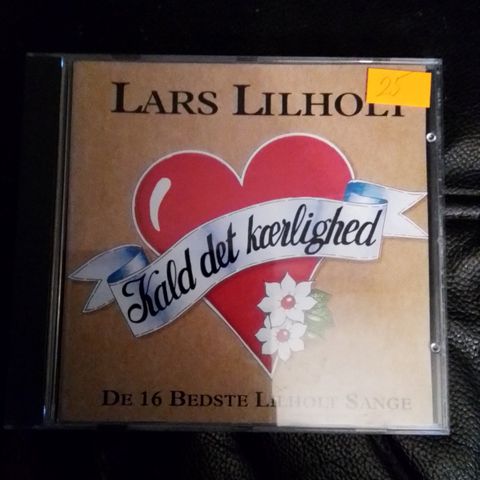 LARS LILHOLT
25
Kald det kærlighed
DE 16 BEDSTE LILHOLT SANGE